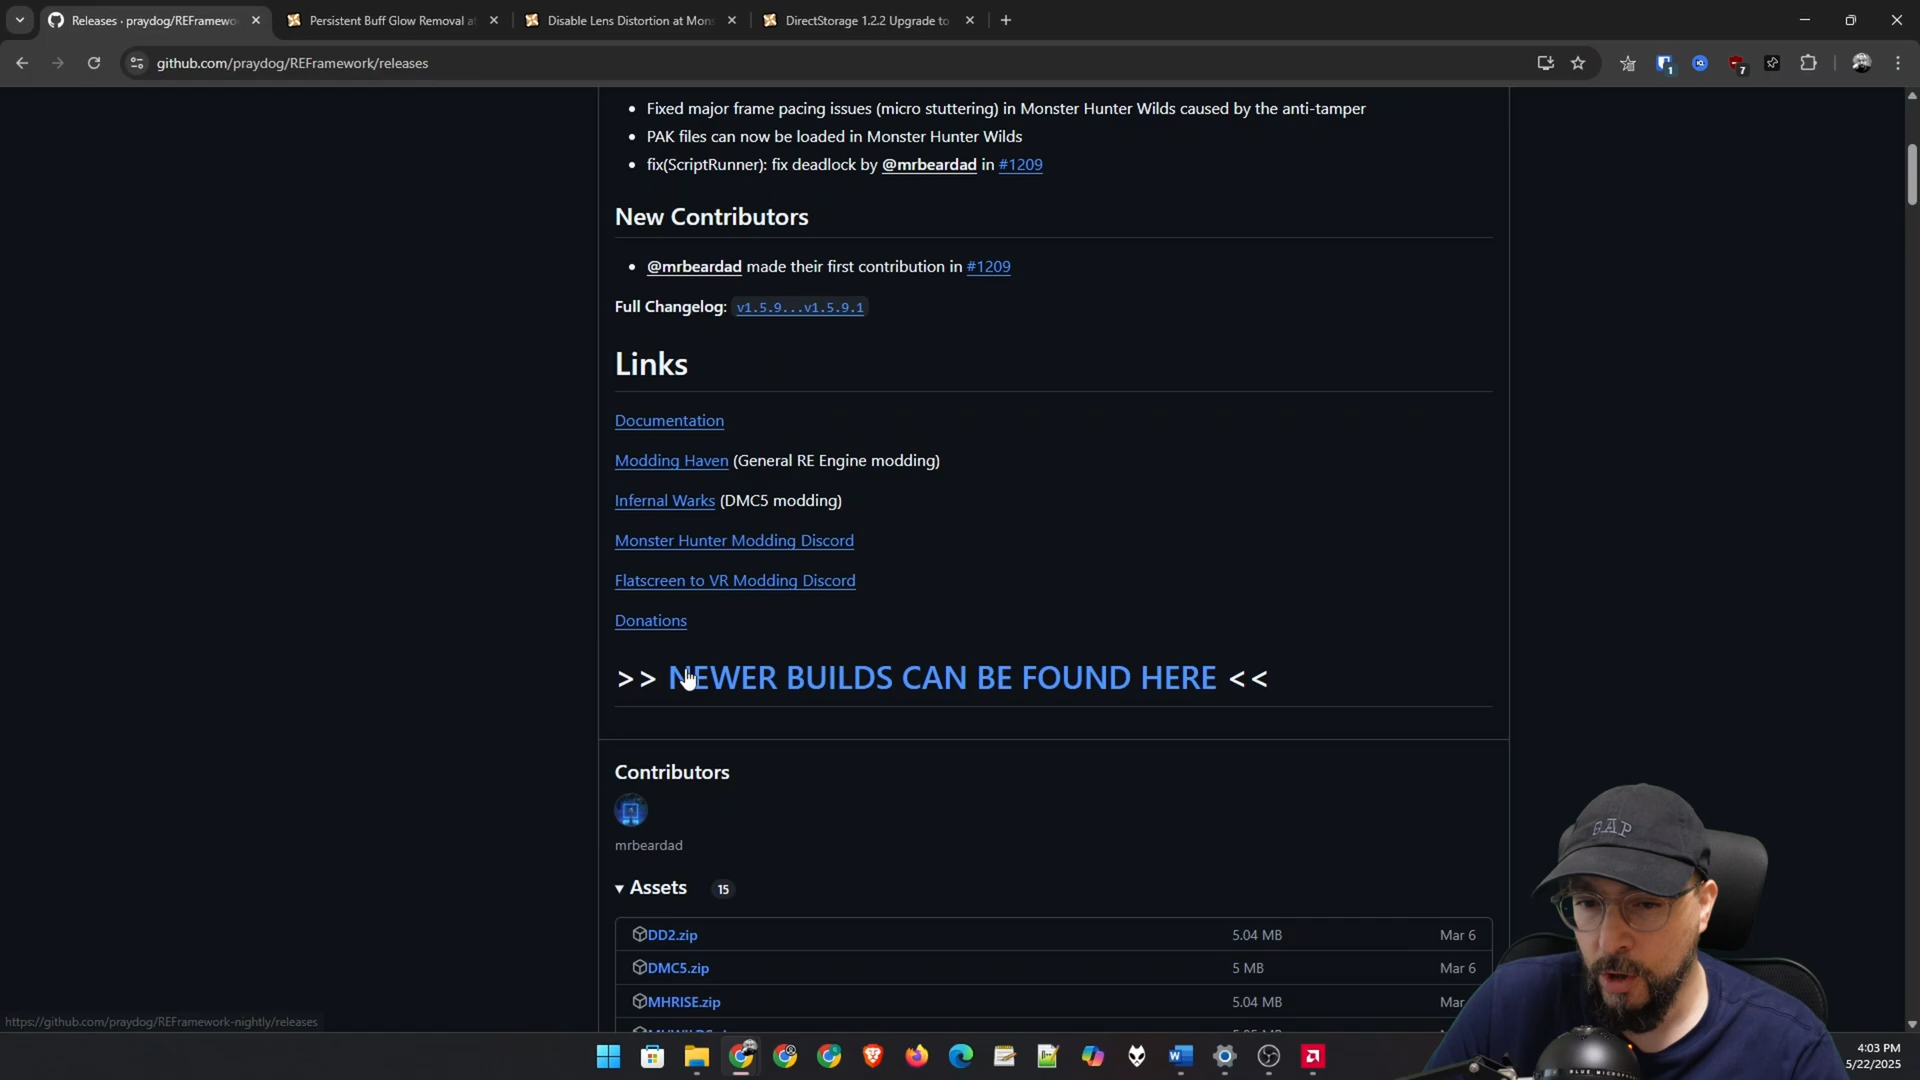 Releases · praydog/REFramewo
Persistent Buff Glow Removal at
Disable Lens Distortion at Mons
DirectStorage 1.2.2 Upgrade to
github.com/praydog/REFramework/releases
1
7
Fixed major frame pacing issues (micro stuttering) in Monster Hunter Wilds caused by the anti-tamper
PAK files can now be loaded in Monster Hunter Wilds
fix(ScriptRunner): fix deadlock by @mrbeardad in #1209
New Contributors
@mrbeardad made their first contribution in #1209
Full Changelog: v1.5.9...v1.5.9.1
Links
Documentation
Modding Haven (General RE Engine modding)
Infernal Warks (DMC5 modding)
Monster Hunter Modding Discord
Flatscreen to VR Modding Discord
Donations
>> NEWER BUILDS CAN BE FOUND HERE <<
Contributors
mrbeardad
Assets 15
DD2.zip 5.04 MB Mar 6
DMC5.zip 5 MB Mar 6
MHRISE.zip 5.04 MB Mar
https://github.com/praydog/REFramework-nightly/releases
GAP
BLUE MICROP
4:03 PM
5/22/2025